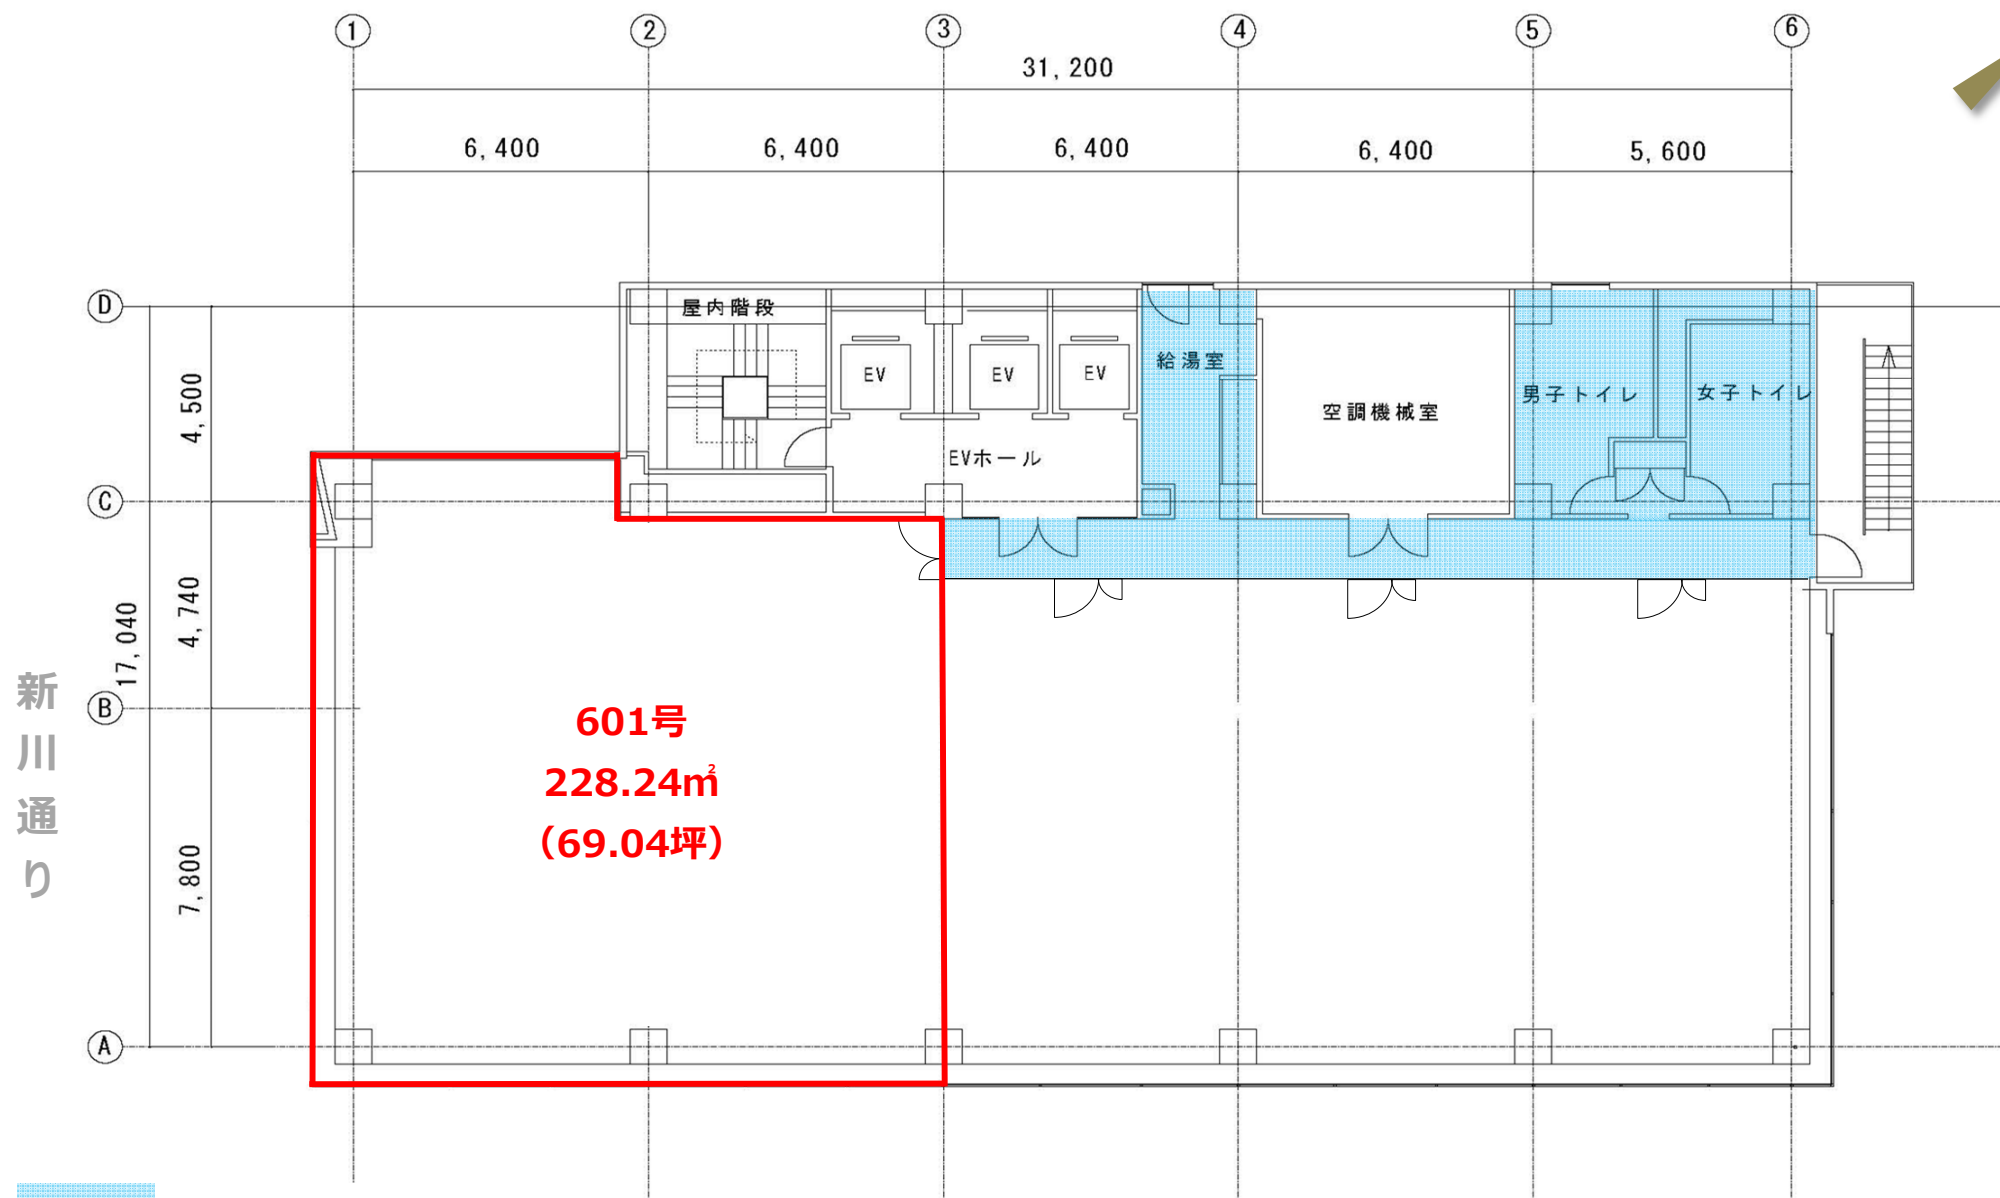 1 2 3 4 5 6
31,200
6,400 6,400 6,400 6,400 5,600
D
屋内階段
EV EV EV
給湯室
空調機械室
男子トイレ
女子トイレ
4,500
EVホール
C
4,740
17,040
B
新川通り
601号
228.24㎡
（69.04坪）
7,800
A